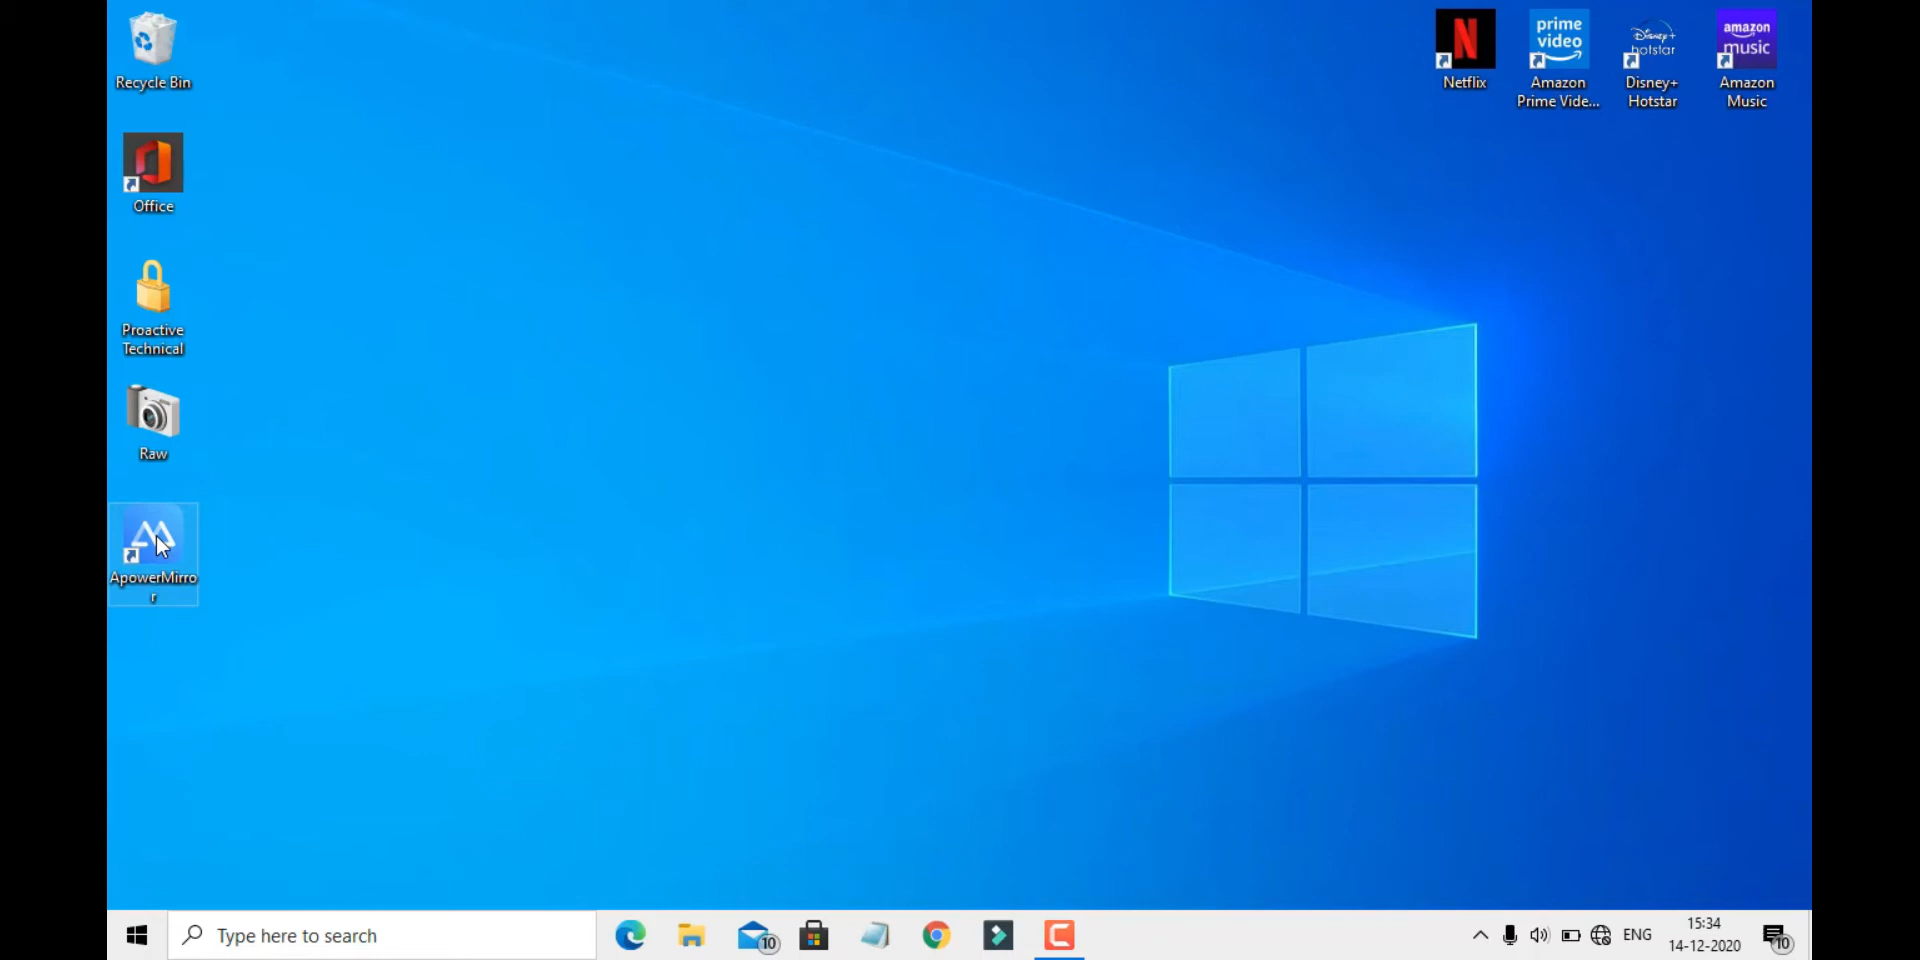 Recycle Bin
Office
Proactive
Technical
Raw
ApowerMirro
r
N
Netflix
prime
video
Amazon
Prime Vide...
Disney+
hotstar
Disney+
Hotstar
amazon
music
Amazon
Music
Type here to search
10
ENG
15:34
14-12-2020
10